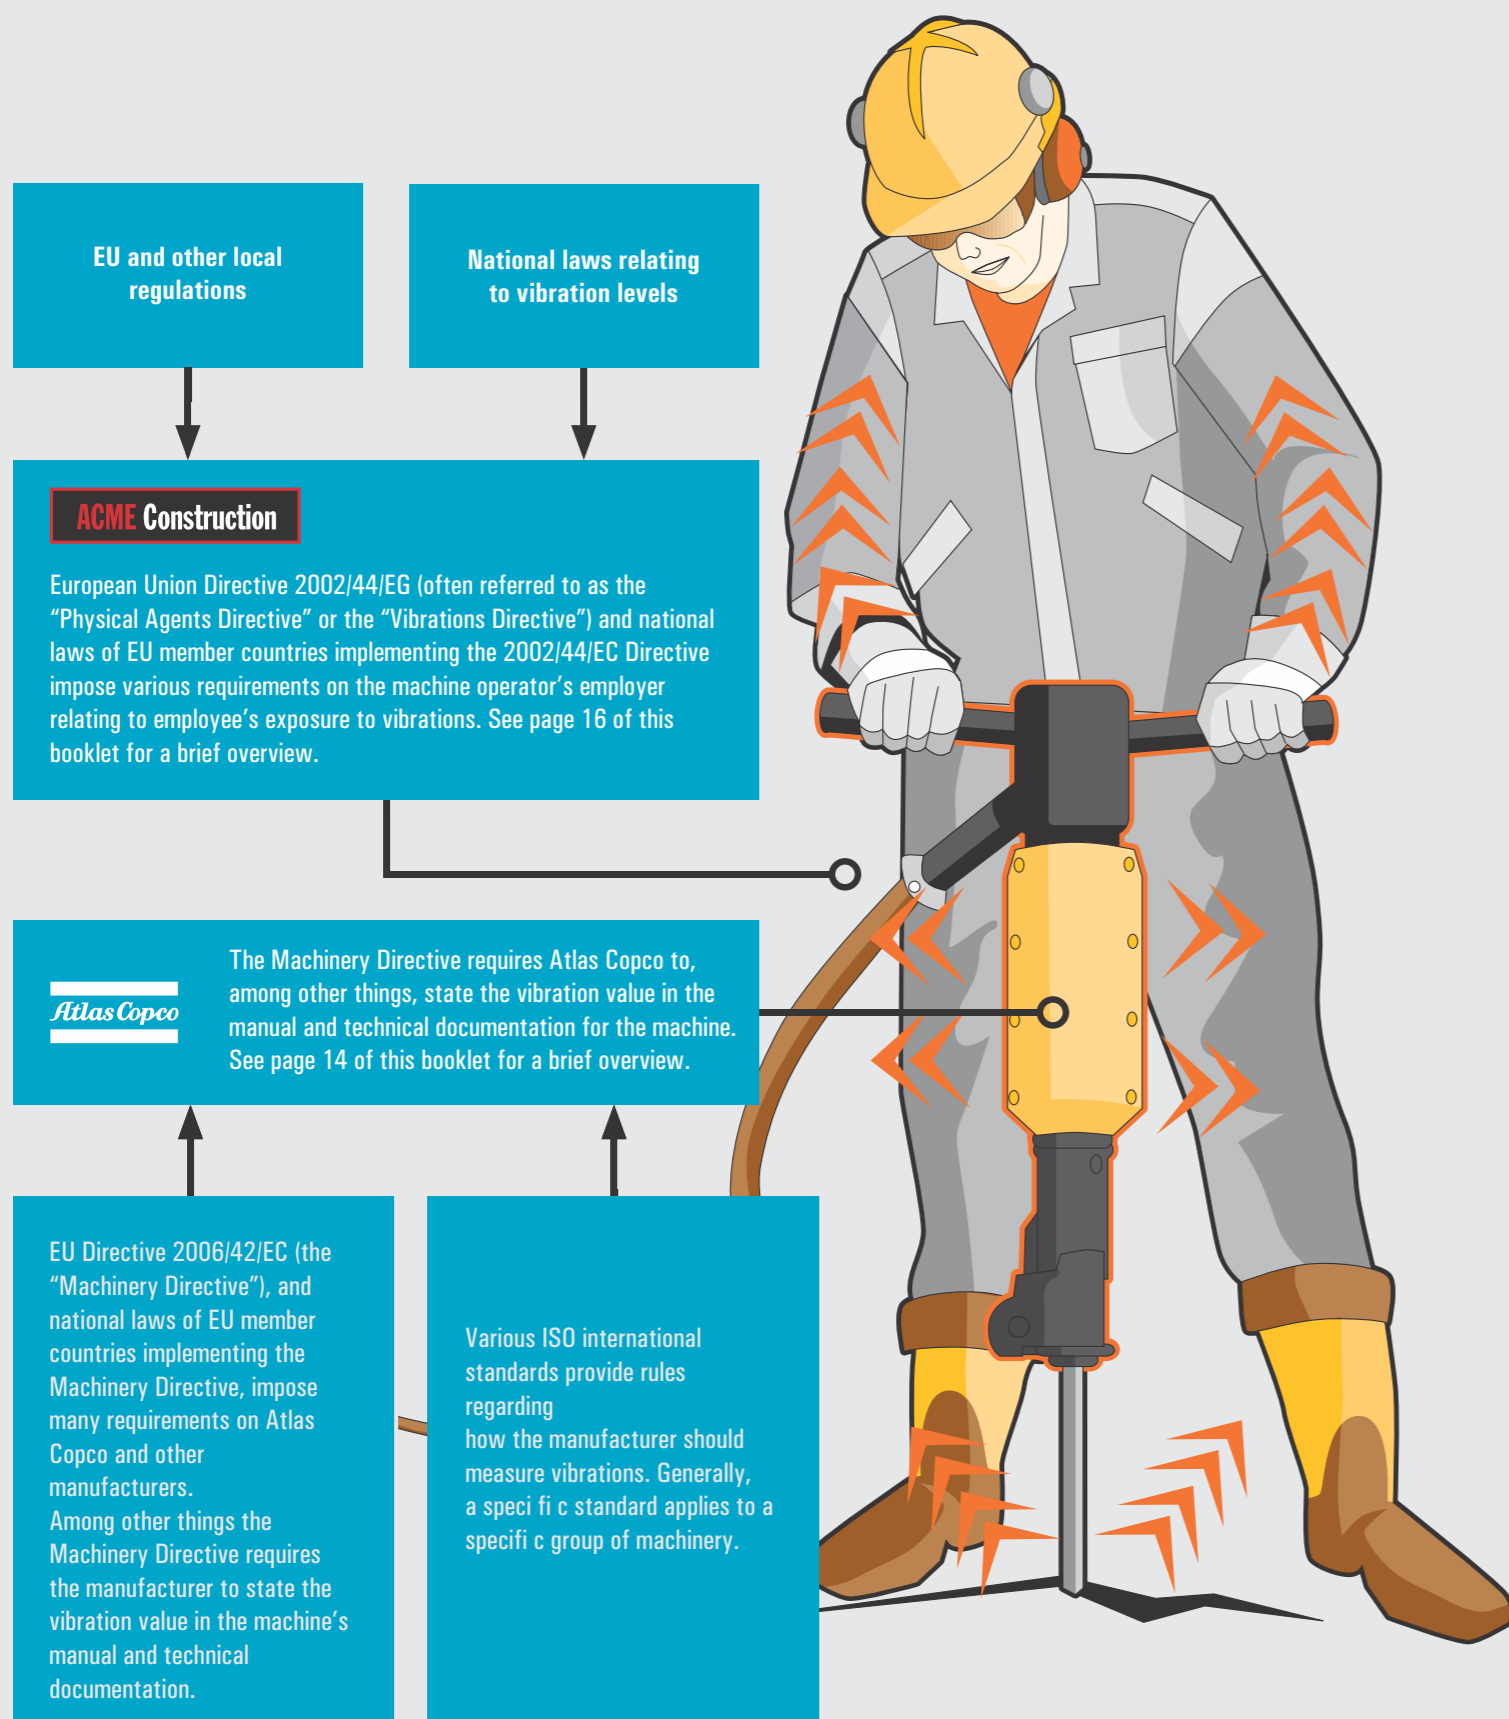 EU and other local
regulations
National laws relating
to vibration levels
ACME Construction
European Union Directive 2002/44/EG (often referred to as the
“Physical Agents Directive” or the “Vibrations Directive”) and national
laws of EU member countries implementing the 2002/44/EC Directive
impose various requirements on the machine operator’s employer
relating to employee’s exposure to vibrations. See page 16 of this
booklet for a brief overview.
Atlas Copco
The Machinery Directive requires Atlas Copco to,
among other things, state the vibration value in the
manual and technical documentation for the machine.
See page 14 of this booklet for a brief overview.
EU Directive 2006/42/EC (the
“Machinery Directive”), and
national laws of EU member
countries implementing the
Machinery Directive, impose
many requirements on Atlas
Copco and other
manufacturers.
Among other things the
Machinery Directive requires
the manufacturer to state the
vibration value in the machine’s
manual and technical
documentation.
Various ISO international
standards provide rules
regarding
how the manufacturer should
measure vibrations. Generally,
a speci fi c standard applies to a
specifi c group of machinery.